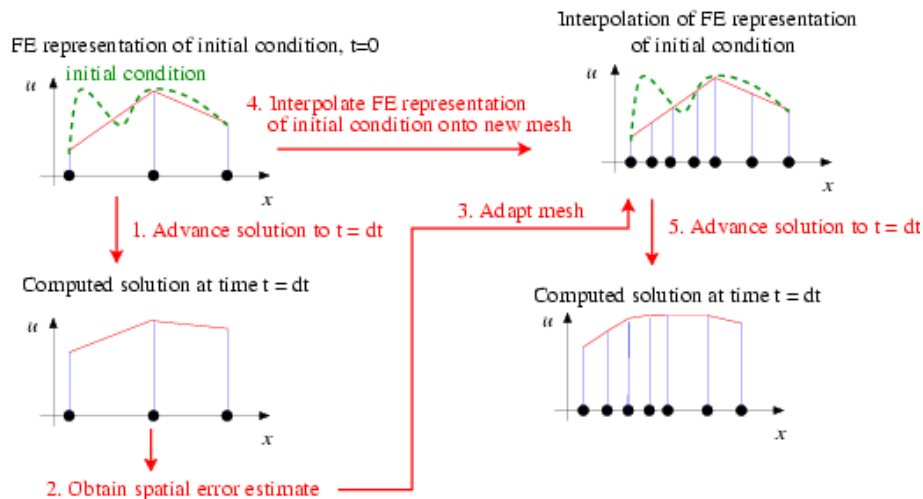 FE representation of initial condition, t=0
initial condition
u
x
Interpolation of FE representation
of initial condition
u
x
4. Interpolate FE representation
of initial condition onto new mesh
1. Advance solution to t = dt
3. Adapt mesh
5. Advance solution to t = dt
Computed solution at time t = dt
u
x
Computed solution at time t = dt
u
x
2. Obtain spatial error estimate